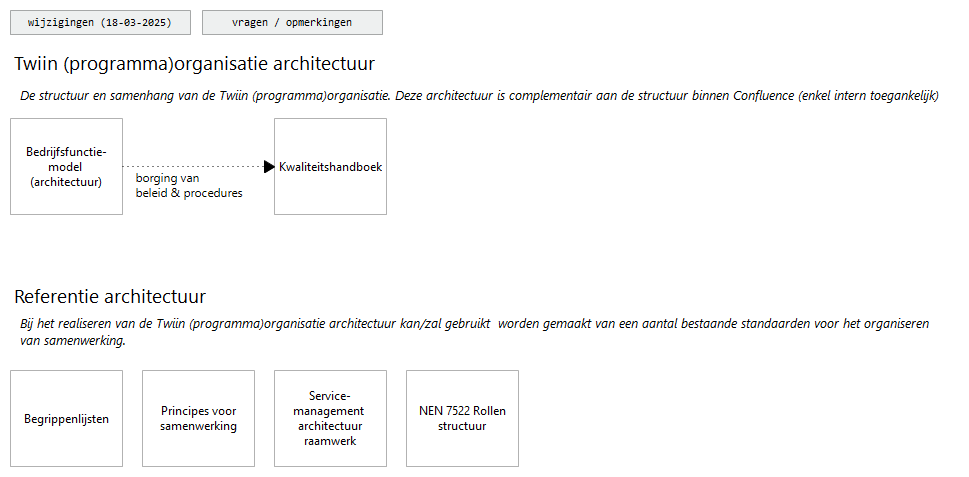 wijzigingen (18-03-2025)
vragen / opmerkingen
Twiin (programma)organisatie architectuur
De structuur en samenhang van de Twiin (programma)organisatie. Deze architectuur is complementair aan de structuur binnen Confluence (enkel intern toegankelijk)
Bedrijfsfunctie-
model
(architectuur)
borging van
beleid & procedures
Kwaliteitshandboek
Referentie architectuur
Bij het realiseren van de Twiin (programma)organisatie architectuur kan/zal gebruikt  worden gemaakt van een aantal bestaande standaarden voor het organiseren
van samenwerking.
Begrippenlijsten
Principes voor
samenwerking
Service-
management
architectuur
raamwerk
NEN 7522 Rollen
structuur